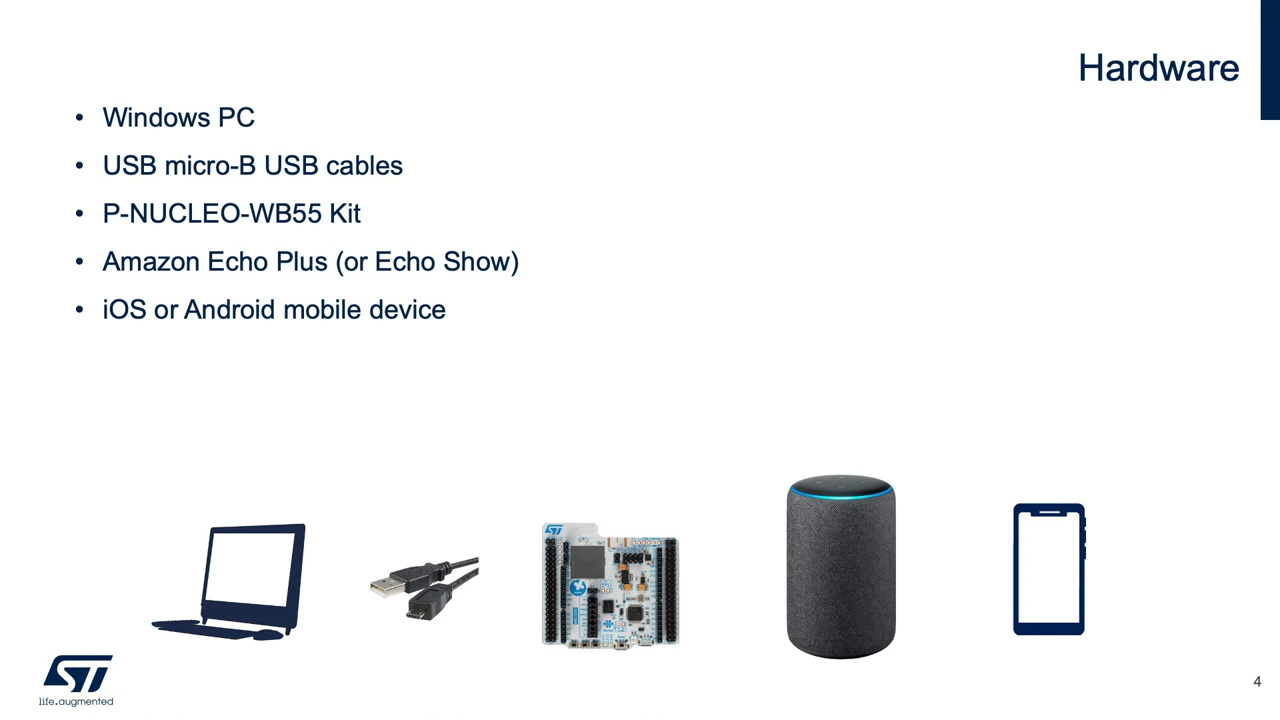 Hardware
• Windows PC
• USB micro-B USB cables
• P-NUCLEO-WB55 Kit
• Amazon Echo Plus (or Echo Show)
• iOS or Android mobile device
ST
life.augmented
4